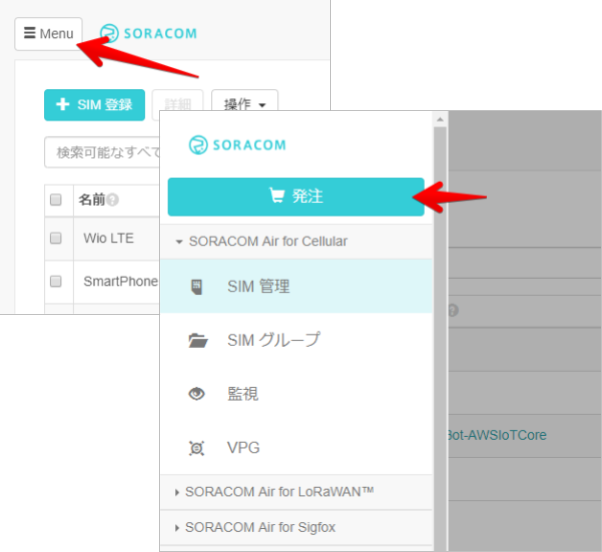 Menu
SORACOM
SIM 登録
詳細
操作
検索可能なすべて
名前
Wio LTE
SmartPhone
SORACOM
発注
SORACOM Air for Cellular
SIM 管理
SIM グループ
監視
VPG
SORACOM Air for LoRaWAN™
SORACOM Air for Sigfox
Bot-AWSIoTCore